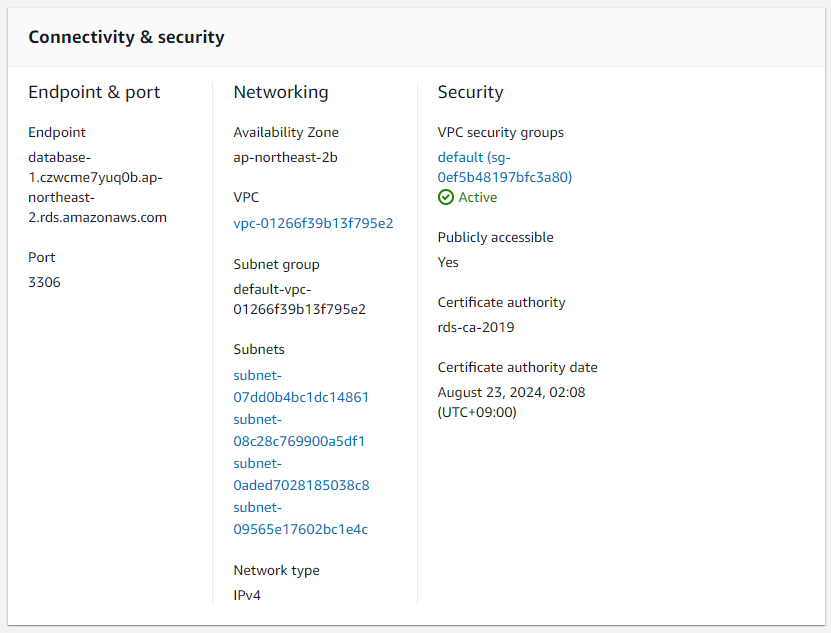 Connectivity & security
Endpoint & port
Endpoint
database-
1.czwcme7yuq0b.ap-
northeast-
2.rds.amazonaws.com
Port
3306
Networking
Availability Zone
ap-northeast-2b
VPC
vpc-01266f39b13f795e2
Subnet group
default-vpc-
01266f39b13f795e2
Subnets
subnet-
07dd0b4bc1dc14861
subnet-
08c28c769900a5df1
subnet-
0aded7028185038c8
subnet-
09565e17602bc1e4c
Network type
IPv4
Security
VPC security groups
default (sg-
0ef5b48197bfc3a80)
Active
Publicly accessible
Yes
Certificate authority
rds-ca-2019
Certificate authority date
August 23, 2024, 02:08
(UTC+09:00)